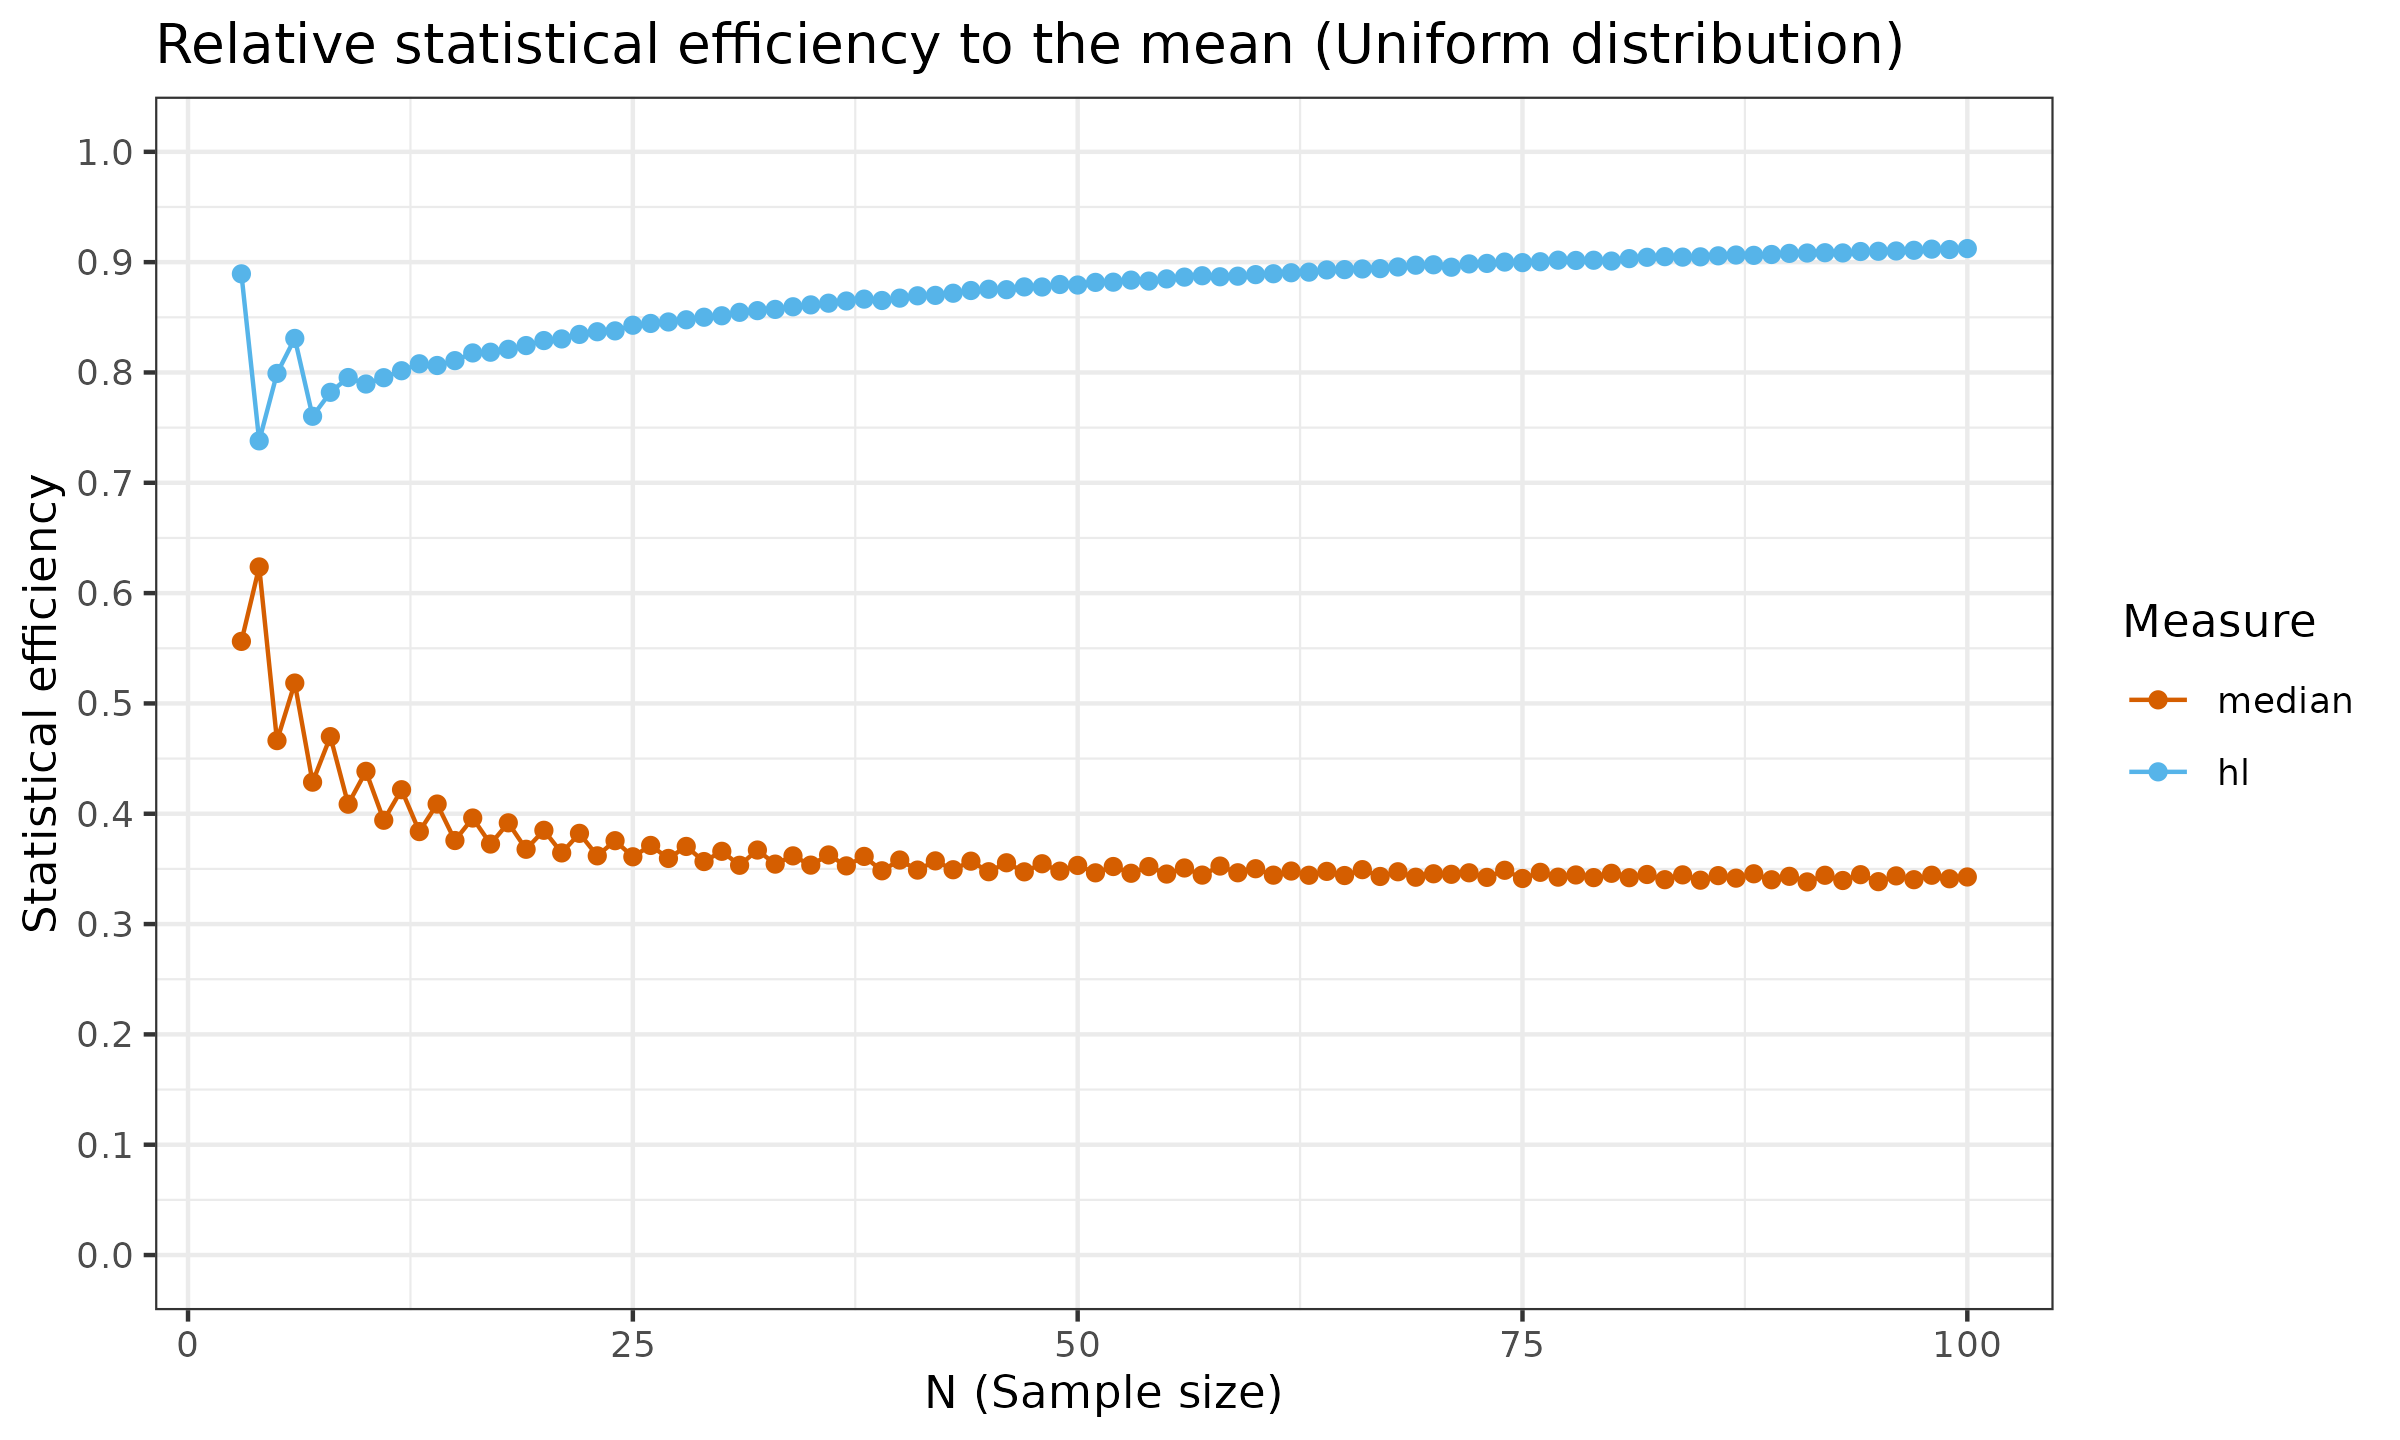 Relative statistical efficiency to the mean (Uniform distribution)
Statistical efficiency
1.0
0.9
0.8
0.7
0.6
0.5
0.4
0.3
0.2
0.1
0.0
0 25 50 75 100
N (Sample size)
Measure
median
hl